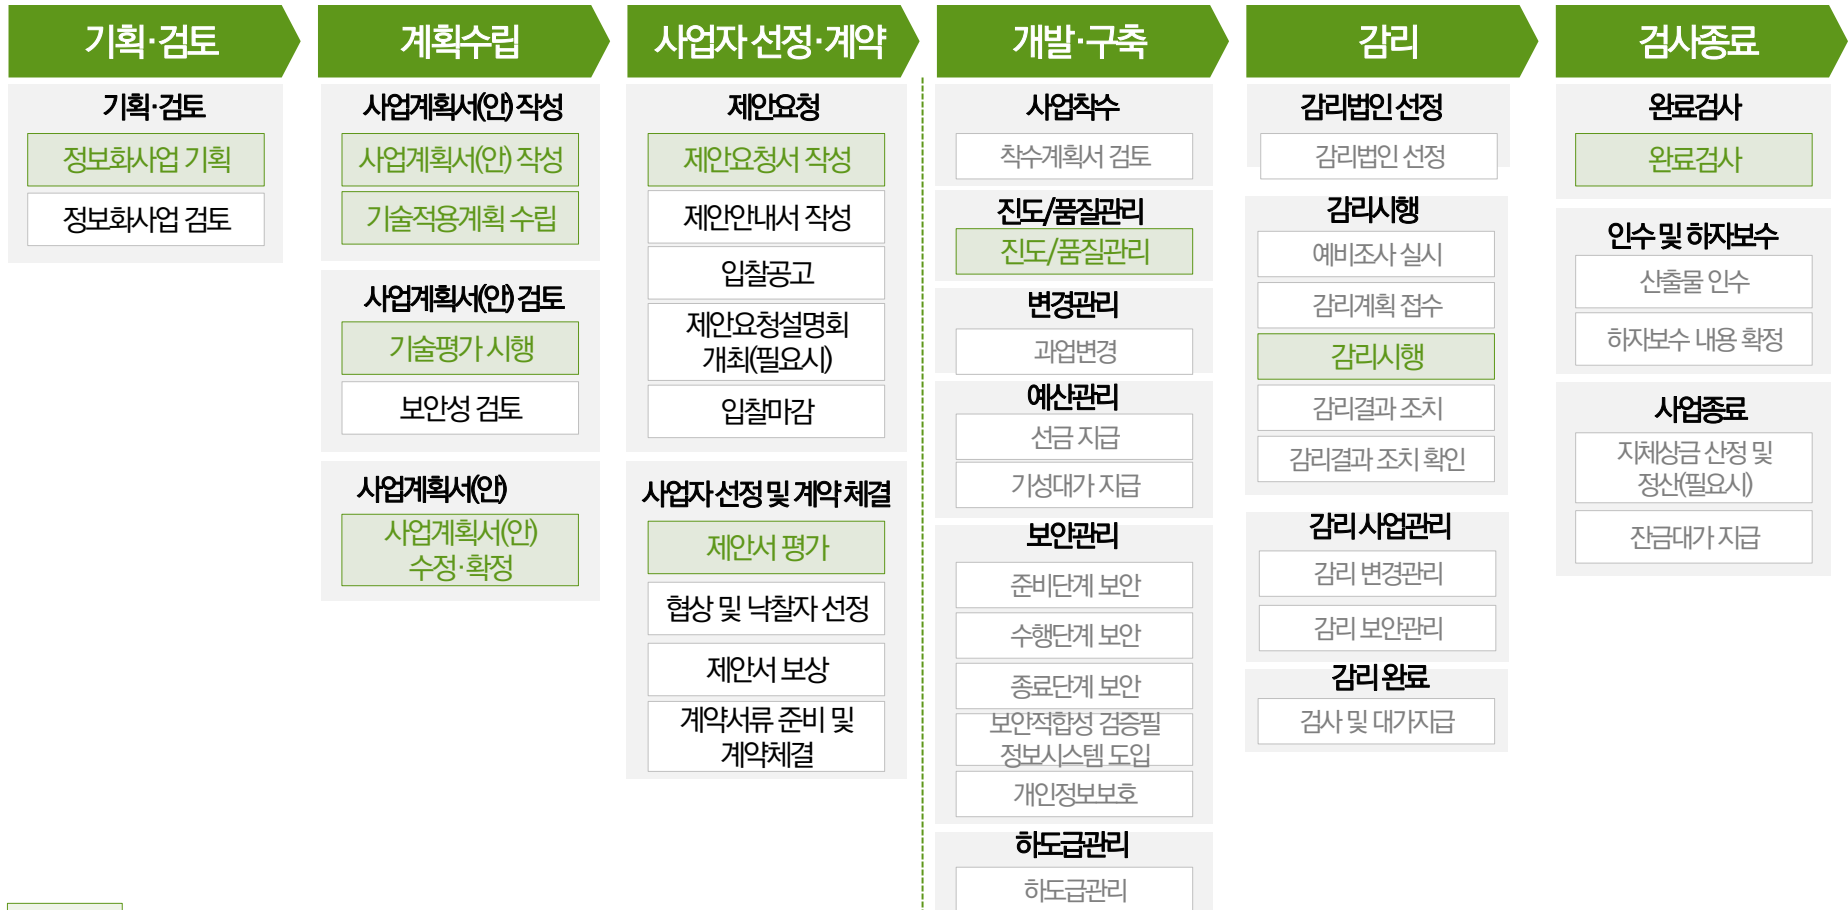 기획·검토
계획수립
사업자 선정·계약
개발·구축
감리
검사종료
기획·검토
정보화사업 기획
정보화사업 검토
사업계획서(안) 작성
사업계획서(안) 작성
기술적용계획 수립
사업계획서(안) 검토
기술평가 시행
보안성 검토
사업계획서(안)
사업계획서(안)
수정·확정
제안요청
제안요청서 작성
제안안내서 작성
입찰공고
제안요청설명회
개최(필요시)
입찰마감
사업자 선정 및 계약 체결
제안서 평가
협상 및 낙찰자 선정
제안서 보상
계약서류 준비 및
계약체결
사업착수
착수계획서 검토
진도/품질관리
진도/품질관리
변경관리
과업변경
예산관리
선금 지급
기성대가 지급
보안관리
준비단계 보안
수행단계 보안
종료단계 보안
보안적합성 검증필
정보시스템 도입
개인정보보호
하도급관리
하도급관리
감리법인 선정
감리법인 선정
감리시행
예비조사 실시
감리계획 접수
감리시행
감리결과 조치
감리결과 조치 확인
감리 사업관리
감리 변경관리
감리 보안관리
감리 완료
검사 및 대가지급
완료검사
완료검사
인수 및 하자보수
산출물 인수
하자보수 내용 확정
사업종료
지체상금 산정 및
정산(필요시)
잔금대가 지급